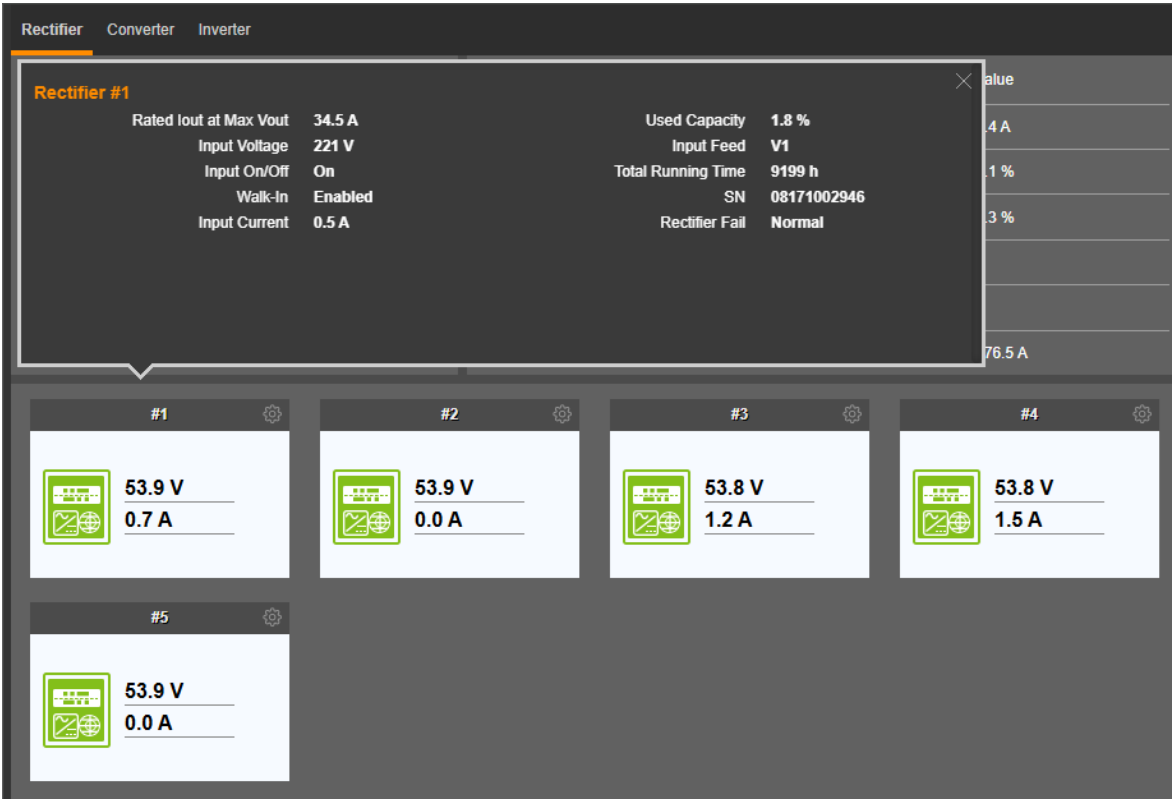 Rectifier Converter Inverter
Rectifier #1
Rated Iout at Max Vout 34.5 A Used Capacity 1.8 %
Input Voltage 221 V Input Feed V1
Input On/Off On Total Running Time 9199 h
Walk-In Enabled SN 08171002946
Input Current 0.5 A Rectifier Fail Normal
alue
.4 A
.1 %
.3 %
76.5 A
#1 #2 #3 #4
53.9 V 53.9 V 53.8 V 53.8 V
0.7 A 0.0 A 1.2 A 1.5 A
#5
53.9 V
0.0 A